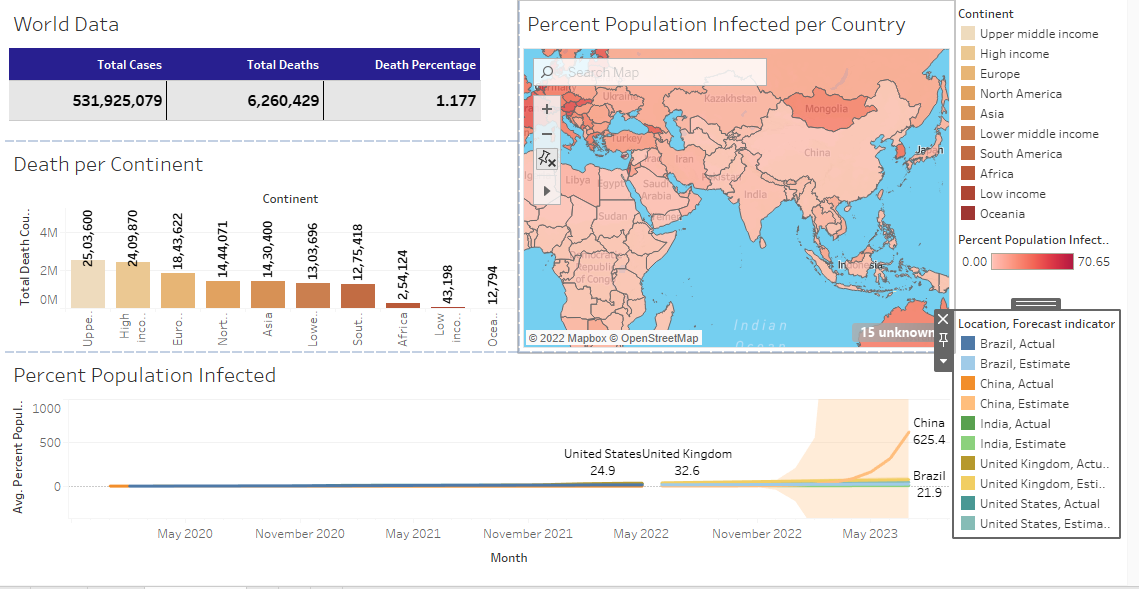 World Data
Total Cases Total Deaths Death Percentage
531,925,079 6,260,429 1.177
Death per Continent
Continent
Total Death Cou..
4M
2M
0M
25,03,600
24,09,870
18,43,622
14,44,071
14,30,400
13,03,696
12,75,418
2,54,124
43,198
12,794
Uppe..
High inco..
Euro..
Nort..
Asia
Lowe..
Sout..
Africa
Low inco..
Ocea..
Percent Population Infected per Country
Search Map
Ukraine
Kazakhstan
Mongolia
Turkey
China
Japan
Iran
Libya
Egypt
Saudi
Arabia
Pakistan
India
Sudan
Yemen
Democratic
Republic
of Congo
Indonesia
Indian
Ocean
© 2022 Mapbox © OpenStreetMap
15 unknown
Continent
Upper middle income
High income
Europe
North America
Asia
Lower middle income
South America
Africa
Low income
Oceania
Percent Population Infect..
0.00 70.65
Location, Forecast indicator
Brazil, Actual
Brazil, Estimate
China, Actual
China, Estimate
India, Actual
India, Estimate
United Kingdom, Actu..
United Kingdom, Esti..
United States, Actual
United States, Estima..
Percent Population Infected
Avg. Percent Popul..
1000
500
0
United States
24.9
United Kingdom
32.6
China
625.4
Brazil
21.9
May 2020 November 2020 May 2021 November 2021 May 2022 November 2022 May 2023
Month